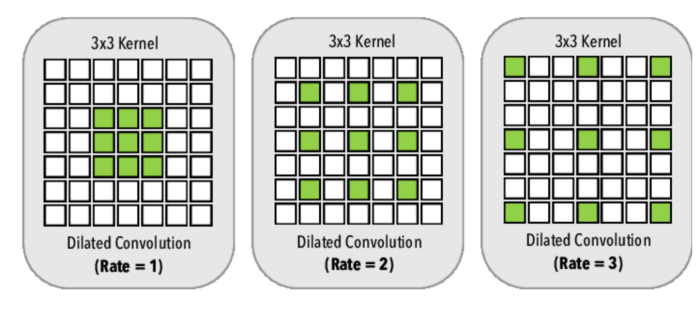 3x3 Kernel
Dilated Convolution
(Rate = 1)
3x3 Kernel
Dilated Convolution
(Rate = 2)
3x3 Kernel
Dilated Convolution
(Rate = 3)